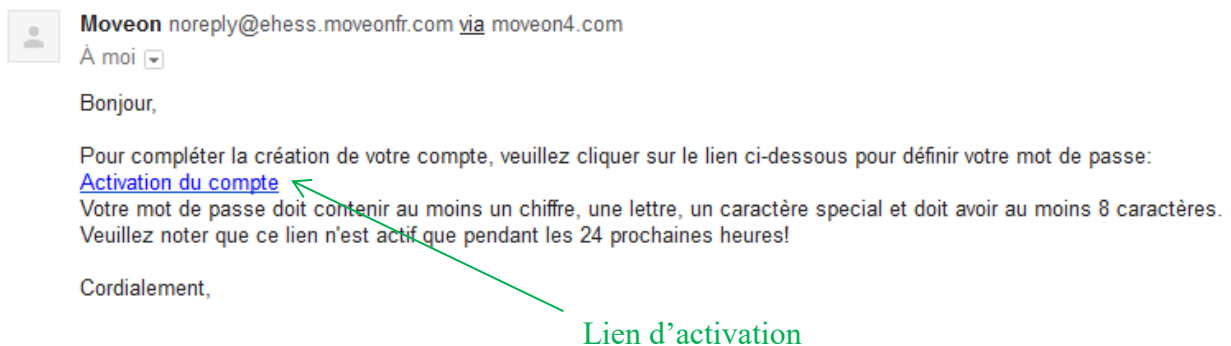 Moveon noreply@ehess.moveonfr.com via moveon4.com
À moi
Bonjour,
Pour compléter la création de votre compte, veuillez cliquer sur le lien ci-dessous pour définir votre mot de passe:
Activation du compte
Votre mot de passe doit contenir au moins un chiffre, une lettre, un caractère special et doit avoir au moins 8 caractères.
Veuillez noter que ce lien n'est actif que pendant les 24 prochaines heures!
Cordialement,
Lien d’activation